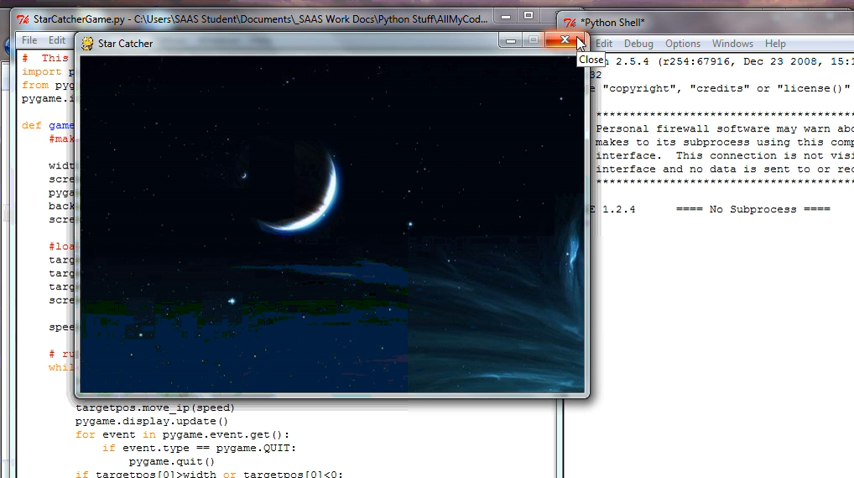 StarCatcherGame.py - C:\Users\SAAS Student\Documents\_SAAS Work Docs\Python Stuff\AllMyCod...
File Edit
# This
import p
from pyg
pygame.i
def game
#mak
widt
scre
pyga
back
scre
#loa
targ
targ
targ
scre
spee
# ru
whil
targetpos.move_ip(speed)
pygame.display.update()
for event in pygame.event.get():
if event.type == pygame.QUIT:
pygame.quit()
if targetpos[0]>width or targetpos[0]<0:
Star Catcher
Close
*Python Shell*
Edit Debug Options Windows Help
n 2.5.4 (r254:67916, Dec 23 2008, 15:1
32
e "copyright", "credits" or "license()"
****************************************
Personal firewall software may warn abo
makes to its subprocess using this comp
interface. This connection is not vis
interface and no data is sent to or rec
****************************************
E 1.2.4 ==== No Subprocess ====